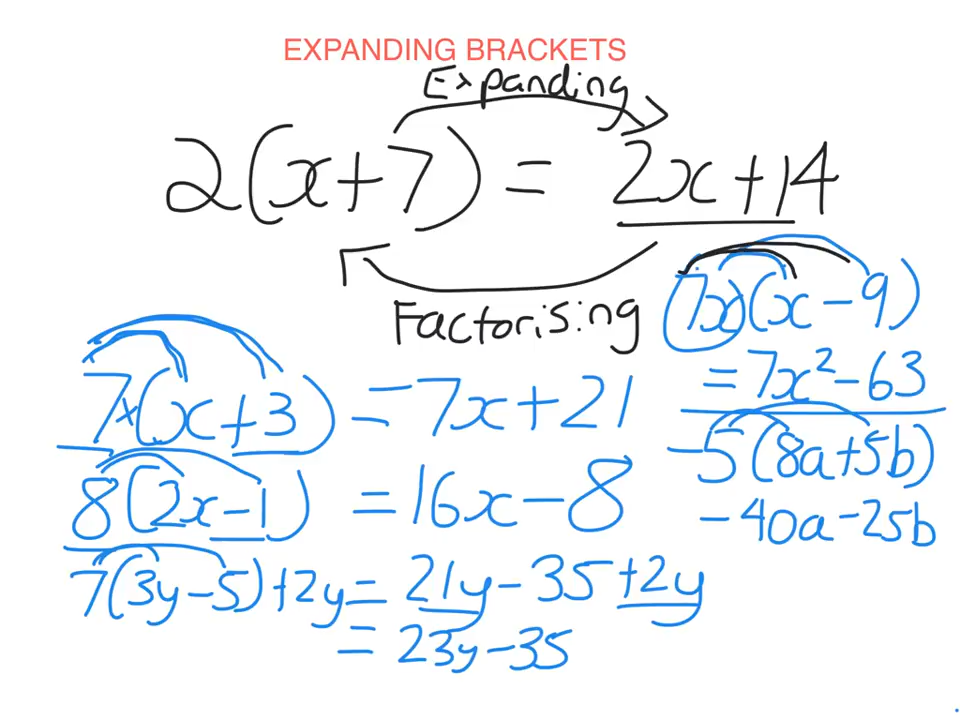 EXPANDING BRACKETS
Expanding
2(x+7) = 2x+14
Factorising
7x(x-9)
= 7x²-63
7×(x+3) = 7x+21
-5(8a+5b)
-40a-25b
8(2x-1) = 16x-8
7(3y-5)+2y = 21y-35+2y
= 23y-35